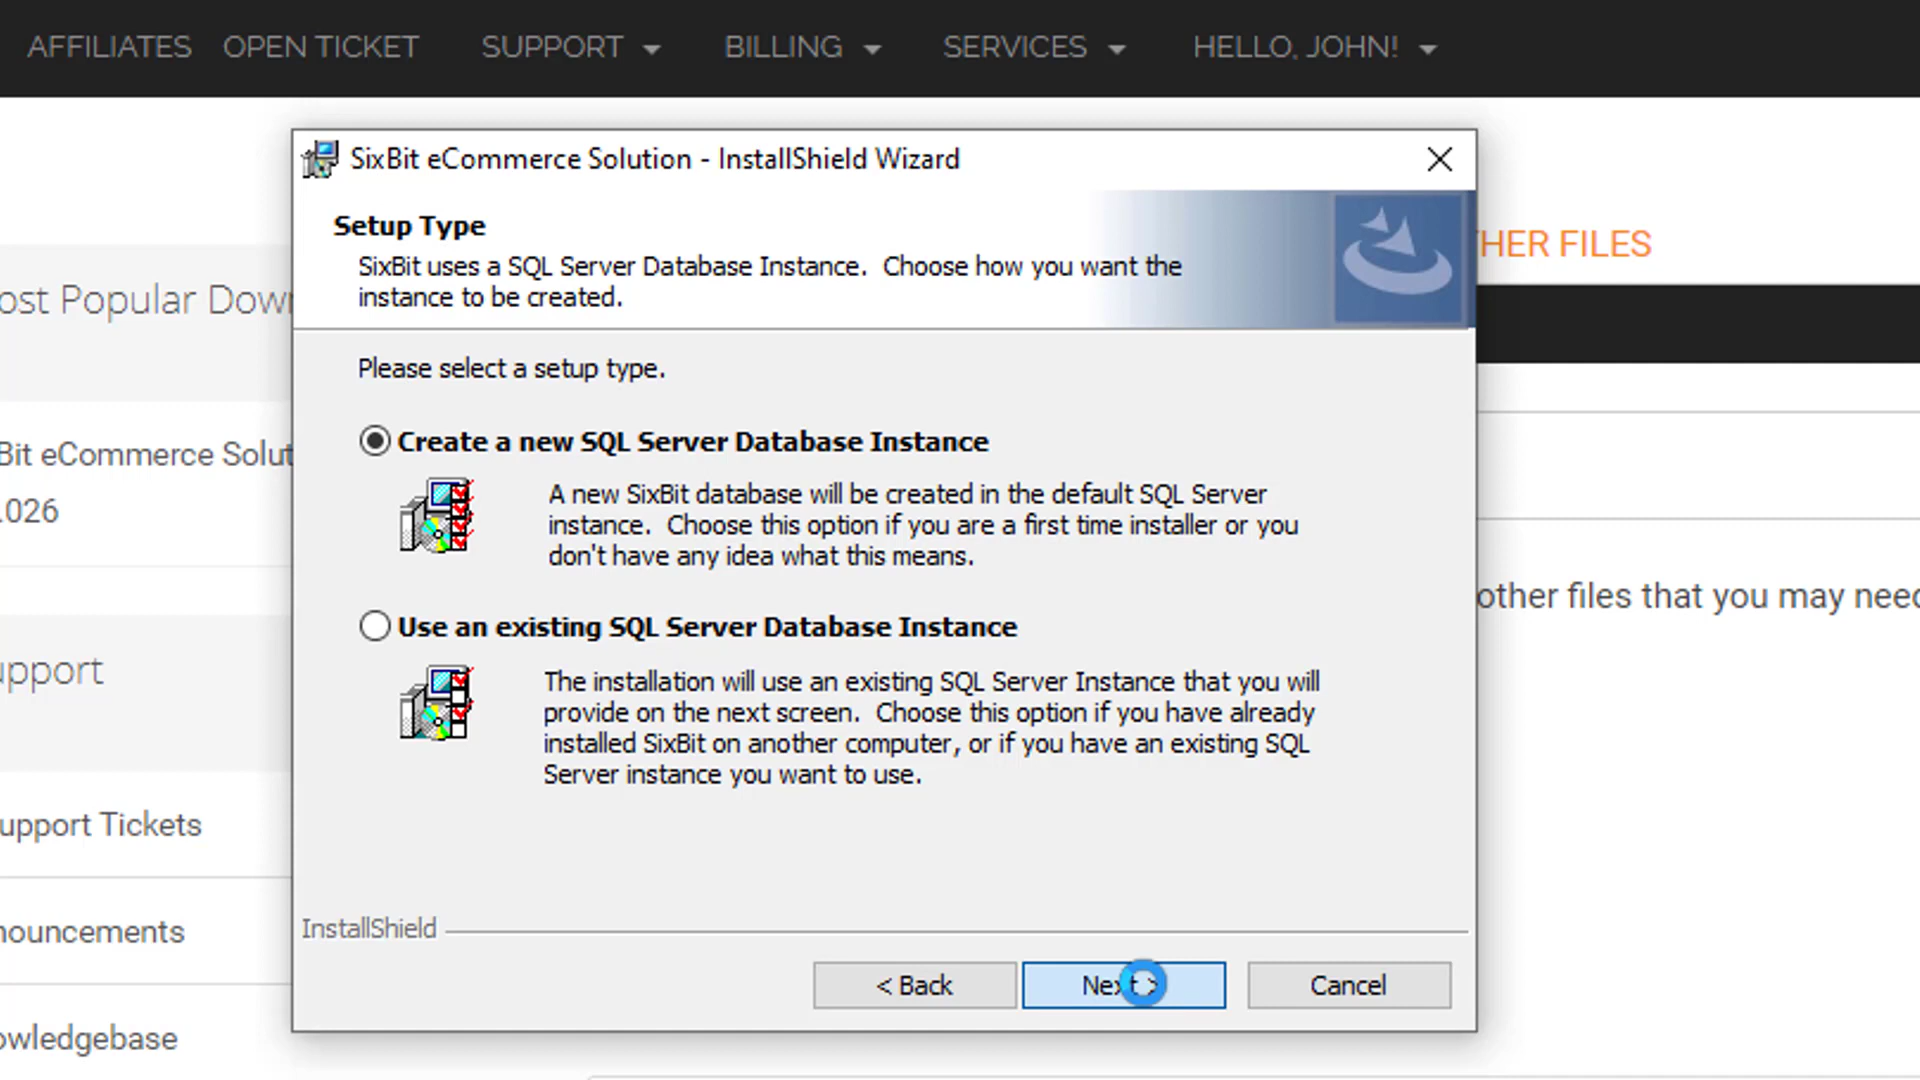 AFFILIATES OPEN TICKET SUPPORT BILLING SERVICES HELLO, JOHN!
SixBit eCommerce Solution - InstallShield Wizard
Setup Type
SixBit uses a SQL Server Database Instance. Choose how you want the
instance to be created.
HER FILES
ost Popular Dow
Please select a setup type.
Create a new SQL Server Database Instance
Bit eCommerce Solut
.026
A new SixBit database will be created in the default SQL Server
instance. Choose this option if you are a first time installer or you
don't have any idea what this means.
other files that you may need
Use an existing SQL Server Database Instance
upport
The installation will use an existing SQL Server Instance that you will
provide on the next screen. Choose this option if you have already
installed SixBit on another computer, or if you have an existing SQL
Server instance you want to use.
upport Tickets
nouncements
InstallShield
< Back Next > Cancel
owledgebase